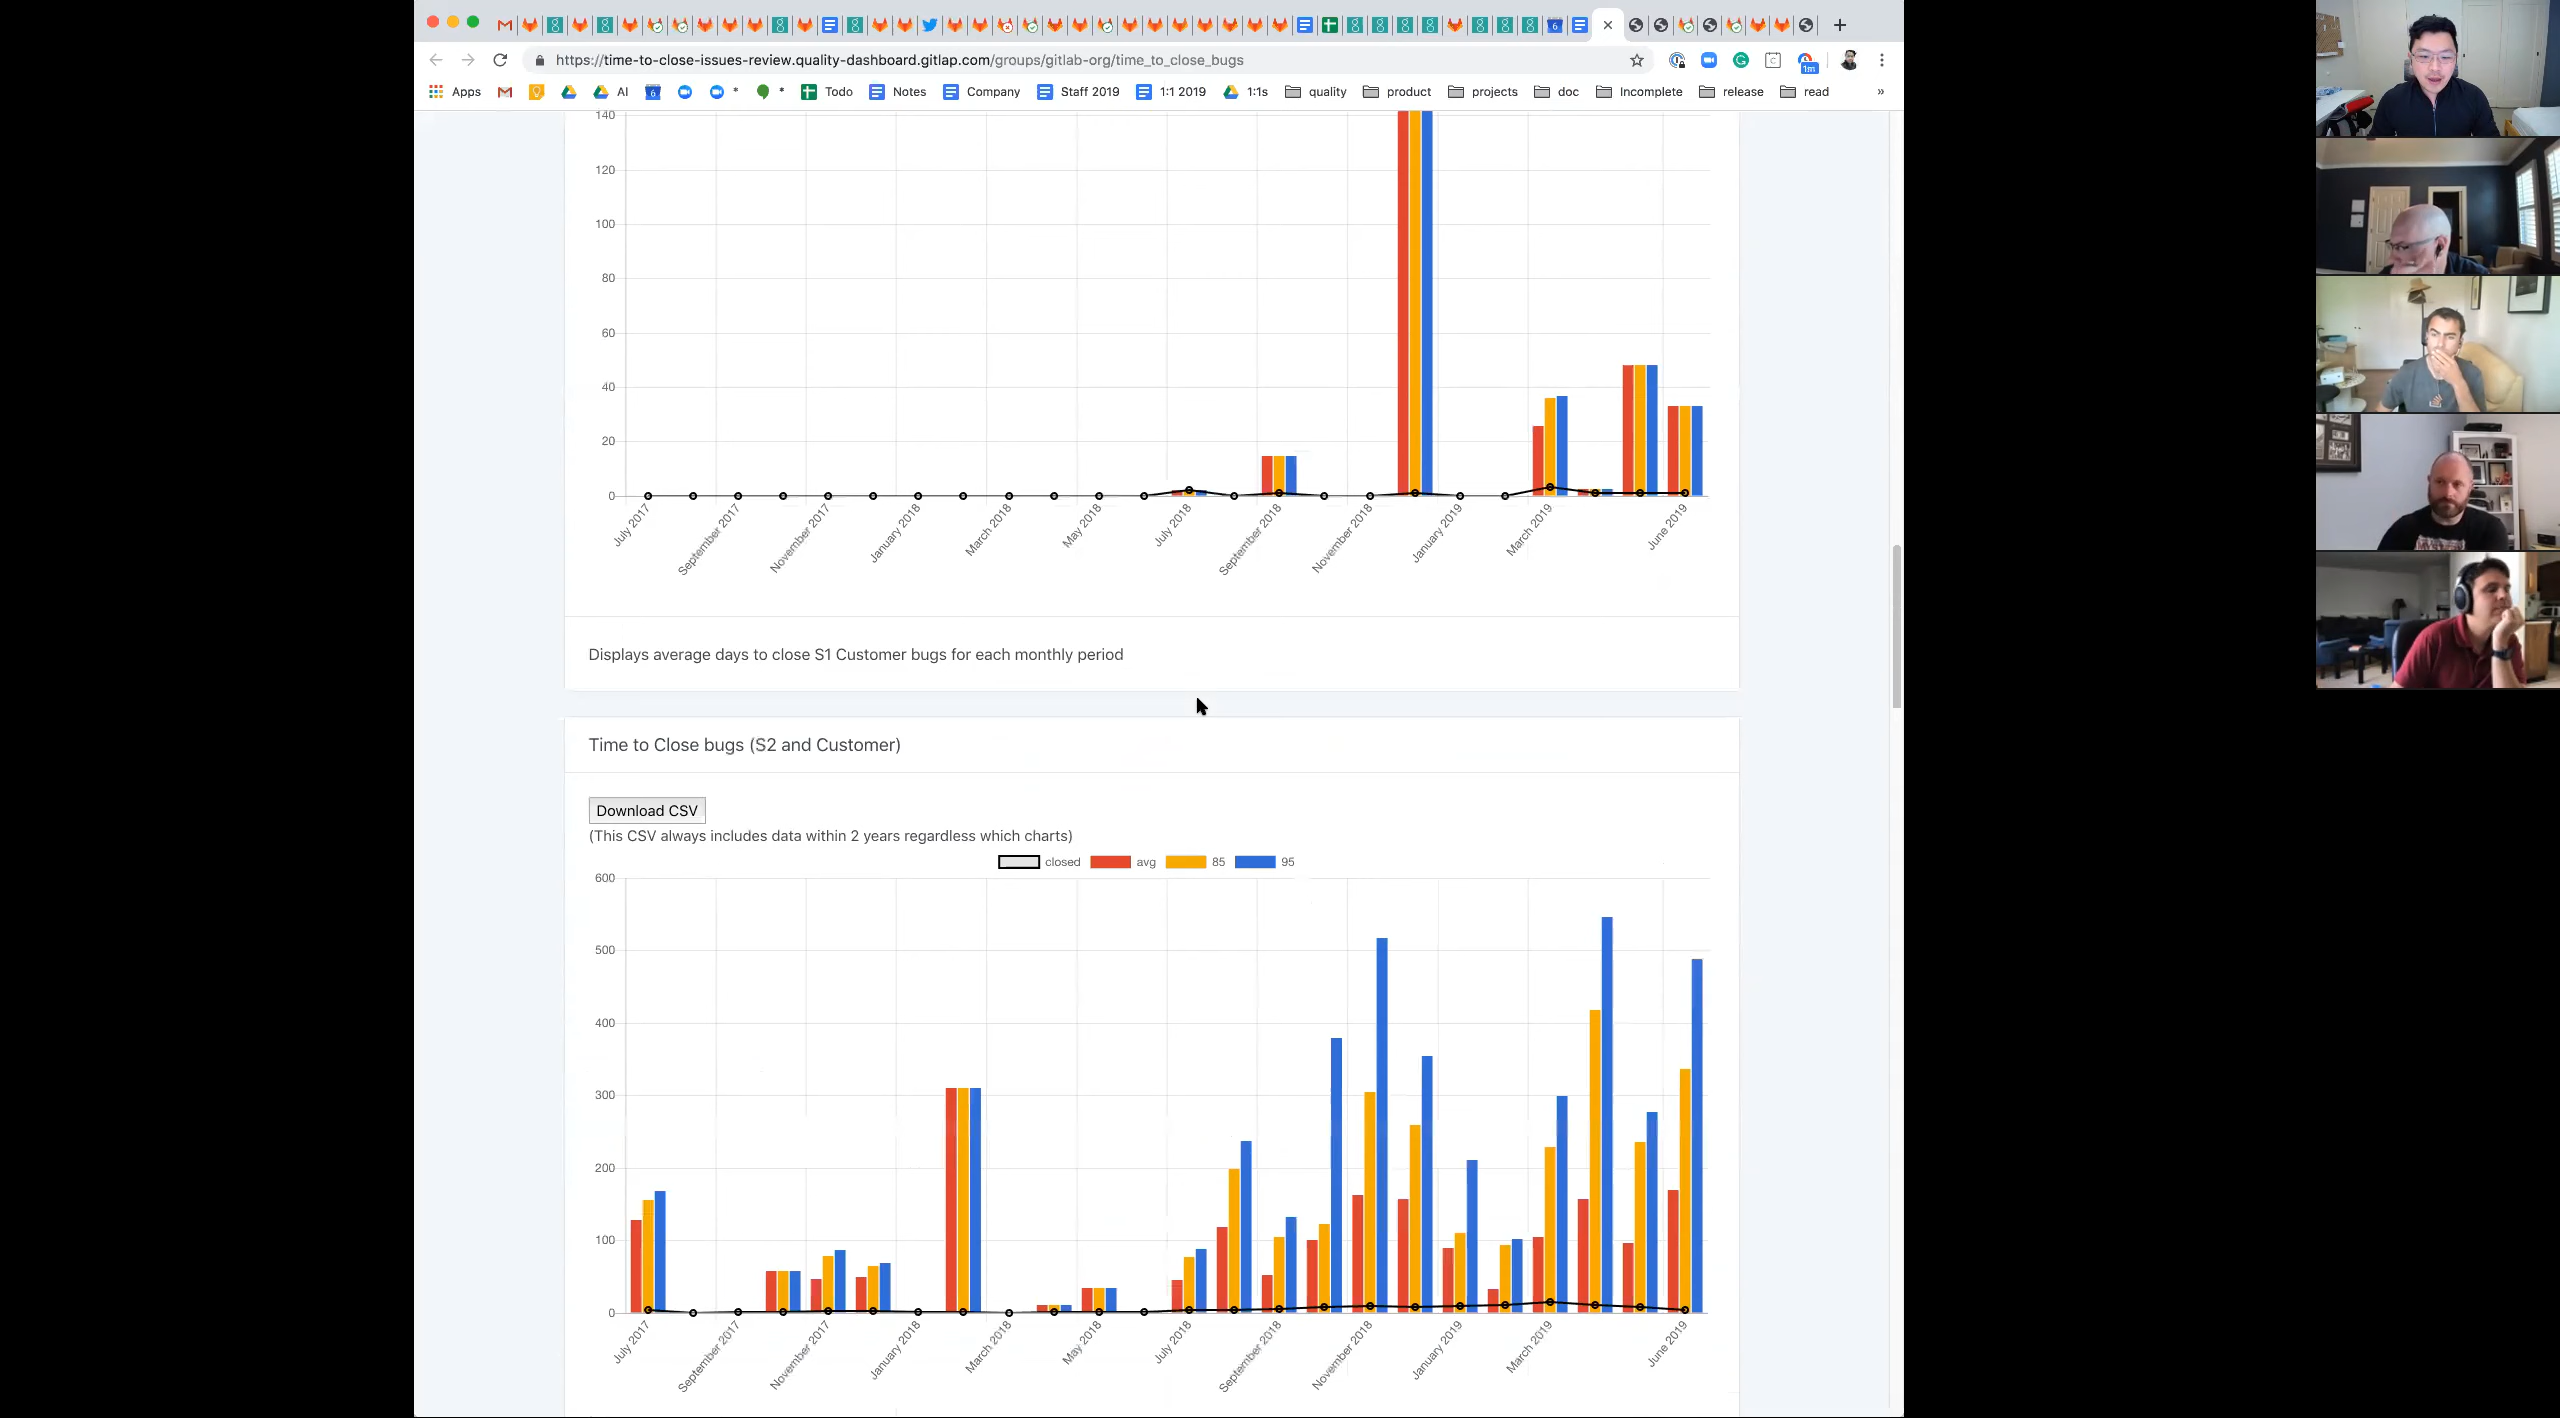 https://time-to-close-issues-review.quality-dashboard.gitlap.com/groups/gitlab-org/time_to_close_bugs
1m
Apps AI 6 * * Todo Notes Company Staff 2019 1:1 2019 1:1s quality product projects doc Incomplete release read »
140
120
100
80
60
40
20
0
July 2017 September 2017 November 2017 January 2018 March 2018 May 2018 July 2018 September 2018 November 2018 January 2019 March 2019 June 2019
Displays average days to close S1 Customer bugs for each monthly period
Time to Close bugs (S2 and Customer)
Download CSV
(This CSV always includes data within 2 years regardless which charts)
closed avg 85 95
600
500
400
300
200
100
0
July 2017 September 2017 November 2017 January 2018 March 2018 May 2018 July 2018 September 2018 November 2018 January 2019 March 2019 June 2019